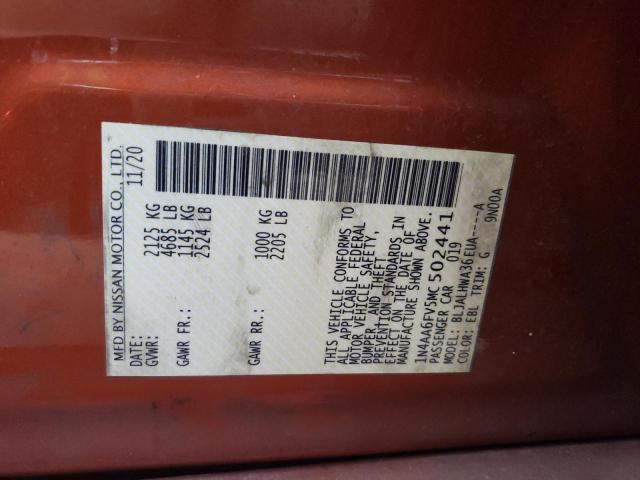 MFD BY NISSAN MOTOR CO., LTD.
DATE: 11/20
GVWR: 2125 KG
4685 LB
GAWR FR: 1145 KG
2524 LB
GAWR RR: 1000 KG
2205 LB
THIS VEHICLE CONFORMS TO
ALL APPLICABLE FEDERAL
MOTOR VEHICLE SAFETY,
BUMPER, AND THEFT
PREVENTION STANDARDS IN
EFFECT ON THE DATE OF
MANUFACTURE SHOWN ABOVE.
1N4AA6FV5MC502441
PASSENGER CAR 019
MODEL: BLJALHWA36EUA----A
COLOR: EBL TRIM: G 9N00A